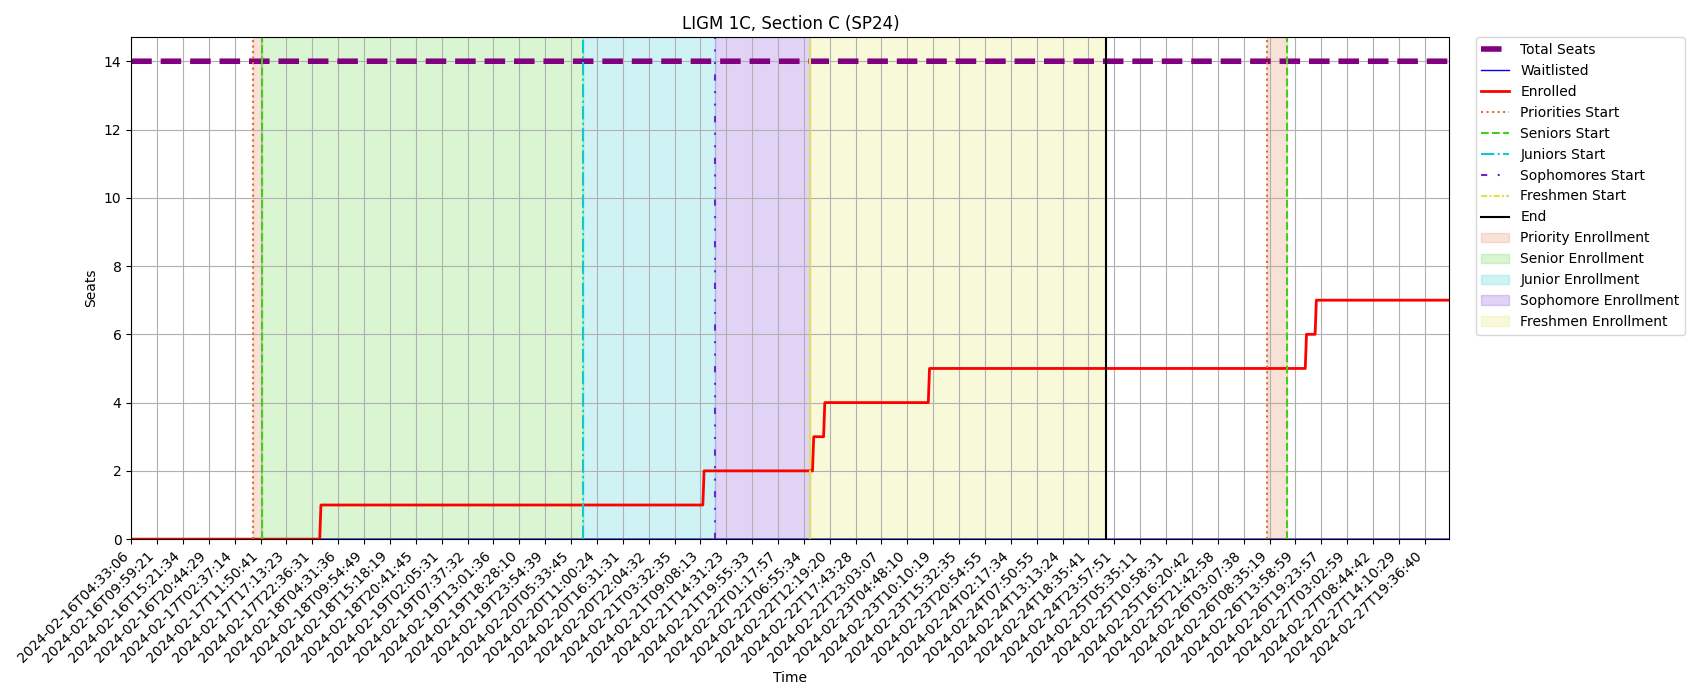 LIGM 1C, Section C (SP24)
Seats
14
12
10
8
6
4
2
0
2024-02-16T04:33:06
2024-02-16T09:59:21
2024-02-16T15:21:34
2024-02-16T20:44:29
2024-02-17T02:37:14
2024-02-17T11:50:41
2024-02-17T17:13:23
2024-02-17T22:36:31
2024-02-18T04:31:36
2024-02-18T09:54:49
2024-02-18T15:18:19
2024-02-18T20:41:45
2024-02-19T02:05:31
2024-02-19T07:37:32
2024-02-19T13:01:36
2024-02-19T18:28:10
2024-02-19T23:54:39
2024-02-20T05:33:45
2024-02-20T11:00:24
2024-02-20T16:31:31
2024-02-20T22:04:32
2024-02-21T03:32:35
2024-02-21T09:08:13
2024-02-21T14:31:23
2024-02-21T19:55:33
2024-02-22T01:17:57
2024-02-22T06:55:34
2024-02-22T12:19:20
2024-02-22T17:43:28
2024-02-22T23:03:07
2024-02-23T04:48:10
2024-02-23T10:10:19
2024-02-23T15:32:35
2024-02-23T20:54:55
2024-02-24T02:17:34
2024-02-24T07:50:55
2024-02-24T13:13:24
2024-02-24T18:35:41
2024-02-24T23:57:51
2024-02-25T05:35:11
2024-02-25T10:58:31
2024-02-25T16:20:42
2024-02-25T21:42:58
2024-02-26T03:07:38
2024-02-26T08:35:19
2024-02-26T13:58:59
2024-02-26T19:23:57
2024-02-27T03:02:59
2024-02-27T08:44:42
2024-02-27T14:10:29
2024-02-27T19:36:40
Time
Total Seats
Waitlisted
Enrolled
Priorities Start
Seniors Start
Juniors Start
Sophomores Start
Freshmen Start
End
Priority Enrollment
Senior Enrollment
Junior Enrollment
Sophomore Enrollment
Freshmen Enrollment